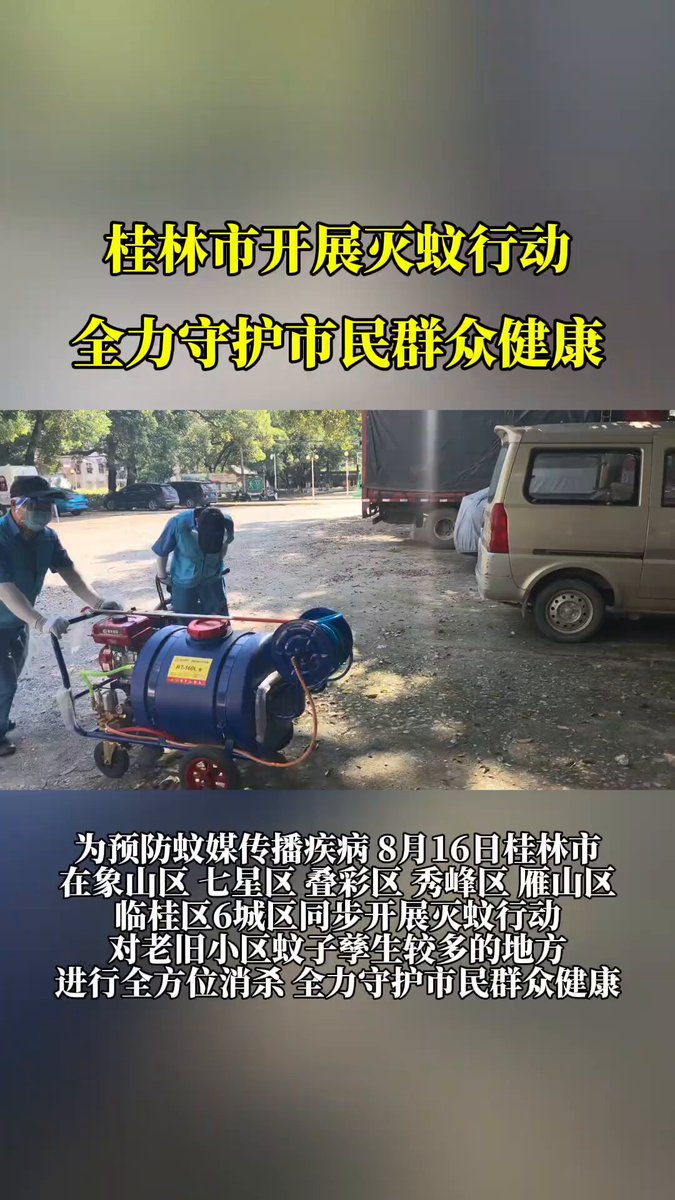 桂林市开展灭蚊行动
全力守护市民群众健康
为预防蚊媒传播疾病 8月16日桂林市
在象山区 七星区 叠彩区 秀峰区 雁山区
临桂区6城区同步开展灭蚊行动
对老旧小区蚊子孳生较多的地方
进行全方位消杀 全力守护市民群众健康